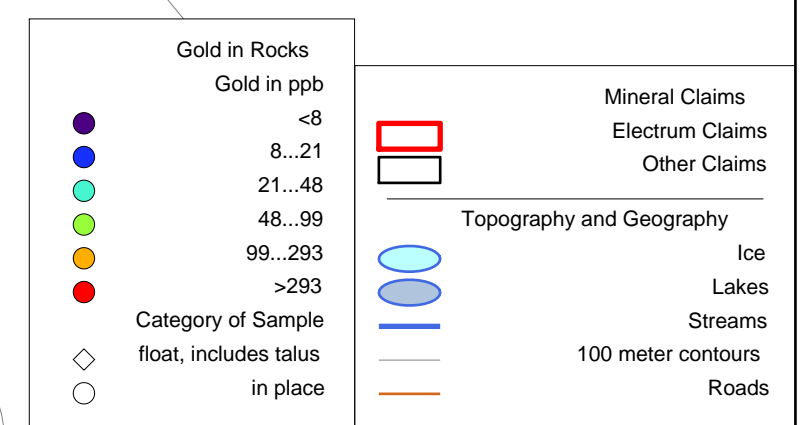 Gold in Rocks
Gold in ppb
<8
8...21
21...48
48...99
99...293
>293
Category of Sample
float, includes talus
in place
Mineral Claims
Electrum Claims
Other Claims
Topography and Geography
Ice
Lakes
Streams
100 meter contours
Roads